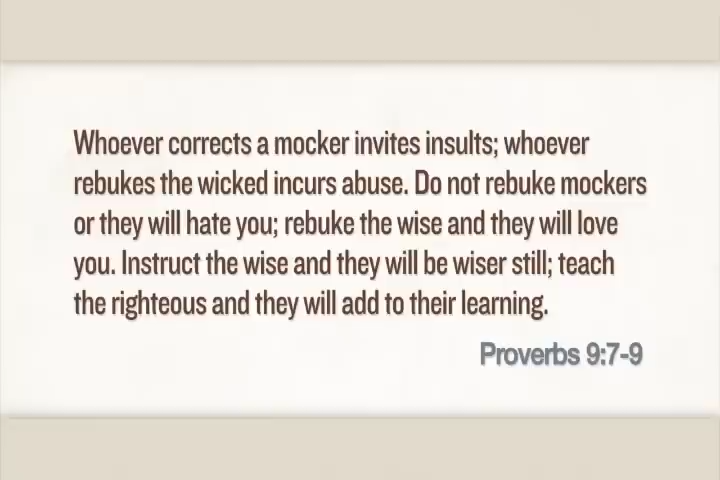 Whoever corrects a mocker invites insults; whoever
rebukes the wicked incurs abuse. Do not rebuke mockers
or they will hate you; rebuke the wise and they will love
you. Instruct the wise and they will be wiser still; teach
the righteous and they will add to their learning.
Proverbs 9:7-9